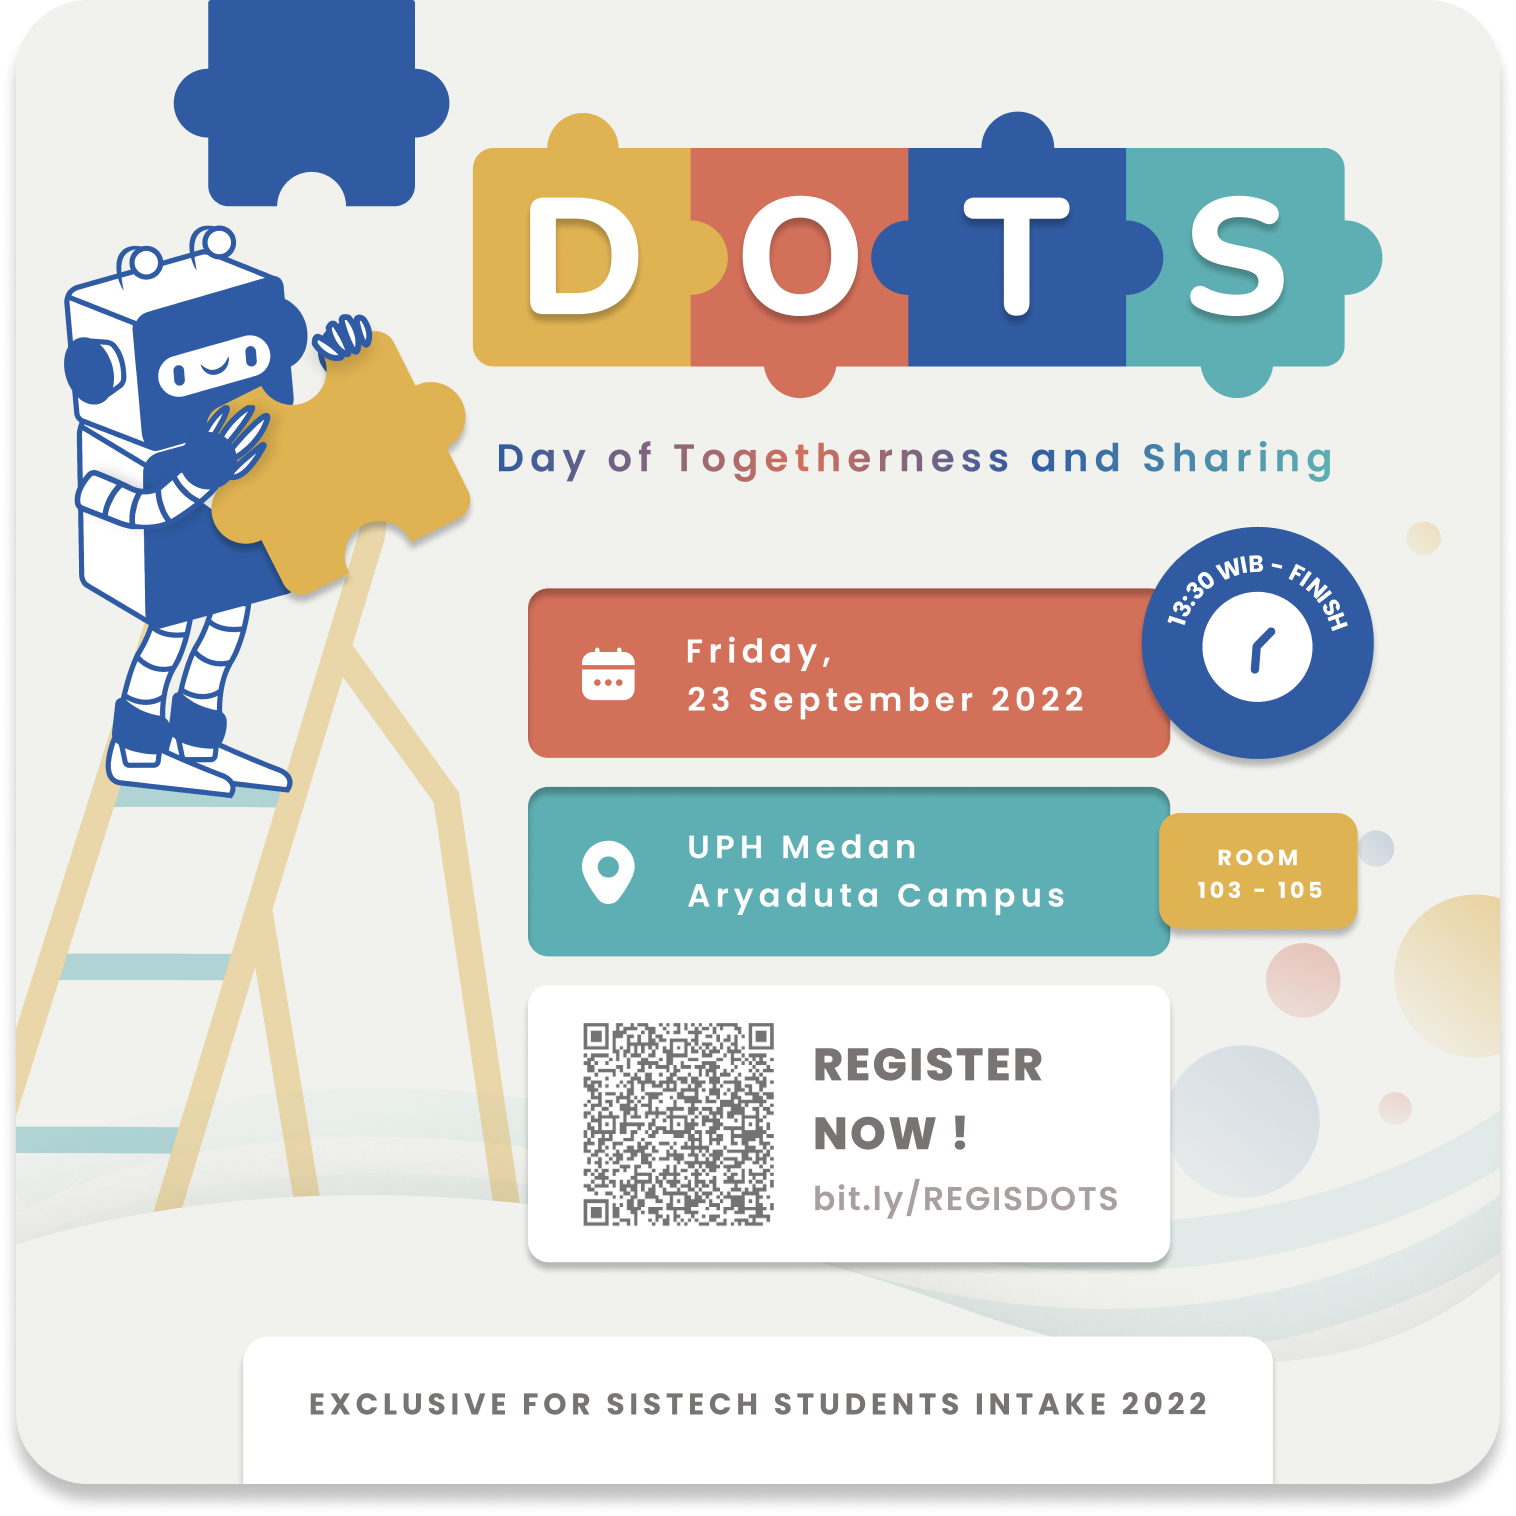 DOTS
Day of Togetherness and Sharing
13:30 WIB - FINISH
Friday,
23 September 2022
UPH Medan
Aryaduta Campus
ROOM
103 - 105
REGISTER
NOW !
bit.ly/REGISDOTS
EXCLUSIVE FOR SISTECH STUDENTS INTAKE 2022